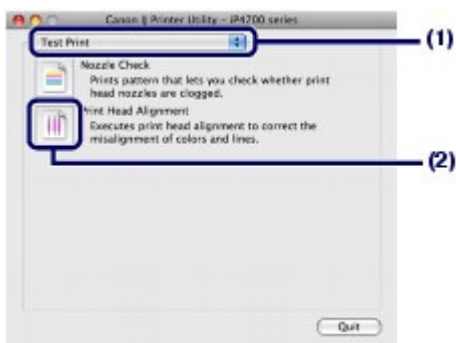 Canon IJ Printer Utility - iP4700 series
Test Print
(1)
Nozzle Check
Prints pattern that lets you check whether print
head nozzles are clogged.
Print Head Alignment
Executes print head alignment to correct the
misalignment of colors and lines.
(2)
Quit